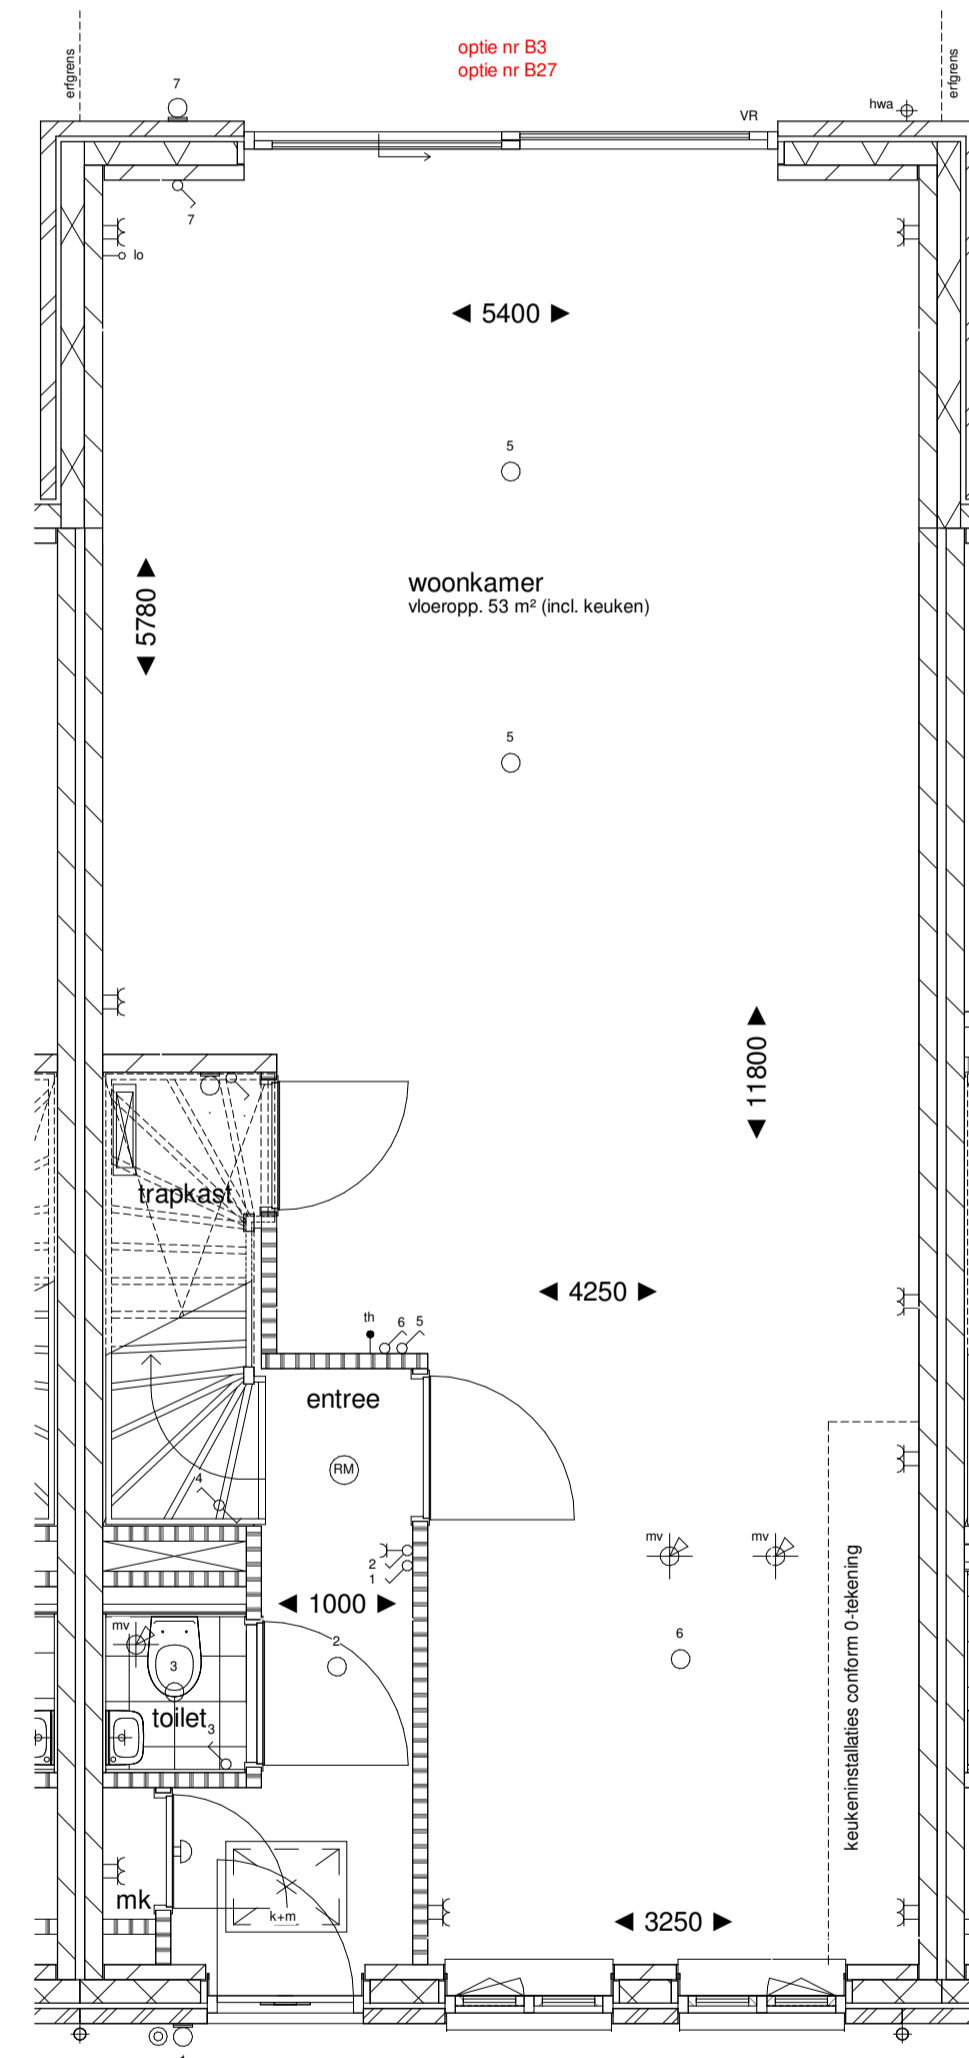 optie nr B3
optie nr B27
erfgrens
erfgrens
7
hwa
VR
7
lo
5400
5
woonkamer
vloeropp. 53 m² (incl. keuken)
5780
5
11800
trapkast
4250
th
6
5
entree
RM
4
mv
mv
2
1
1000
keukeninstallaties conform 0-tekening
mv
2
6
3
toilet
3
mk
k+m
3250